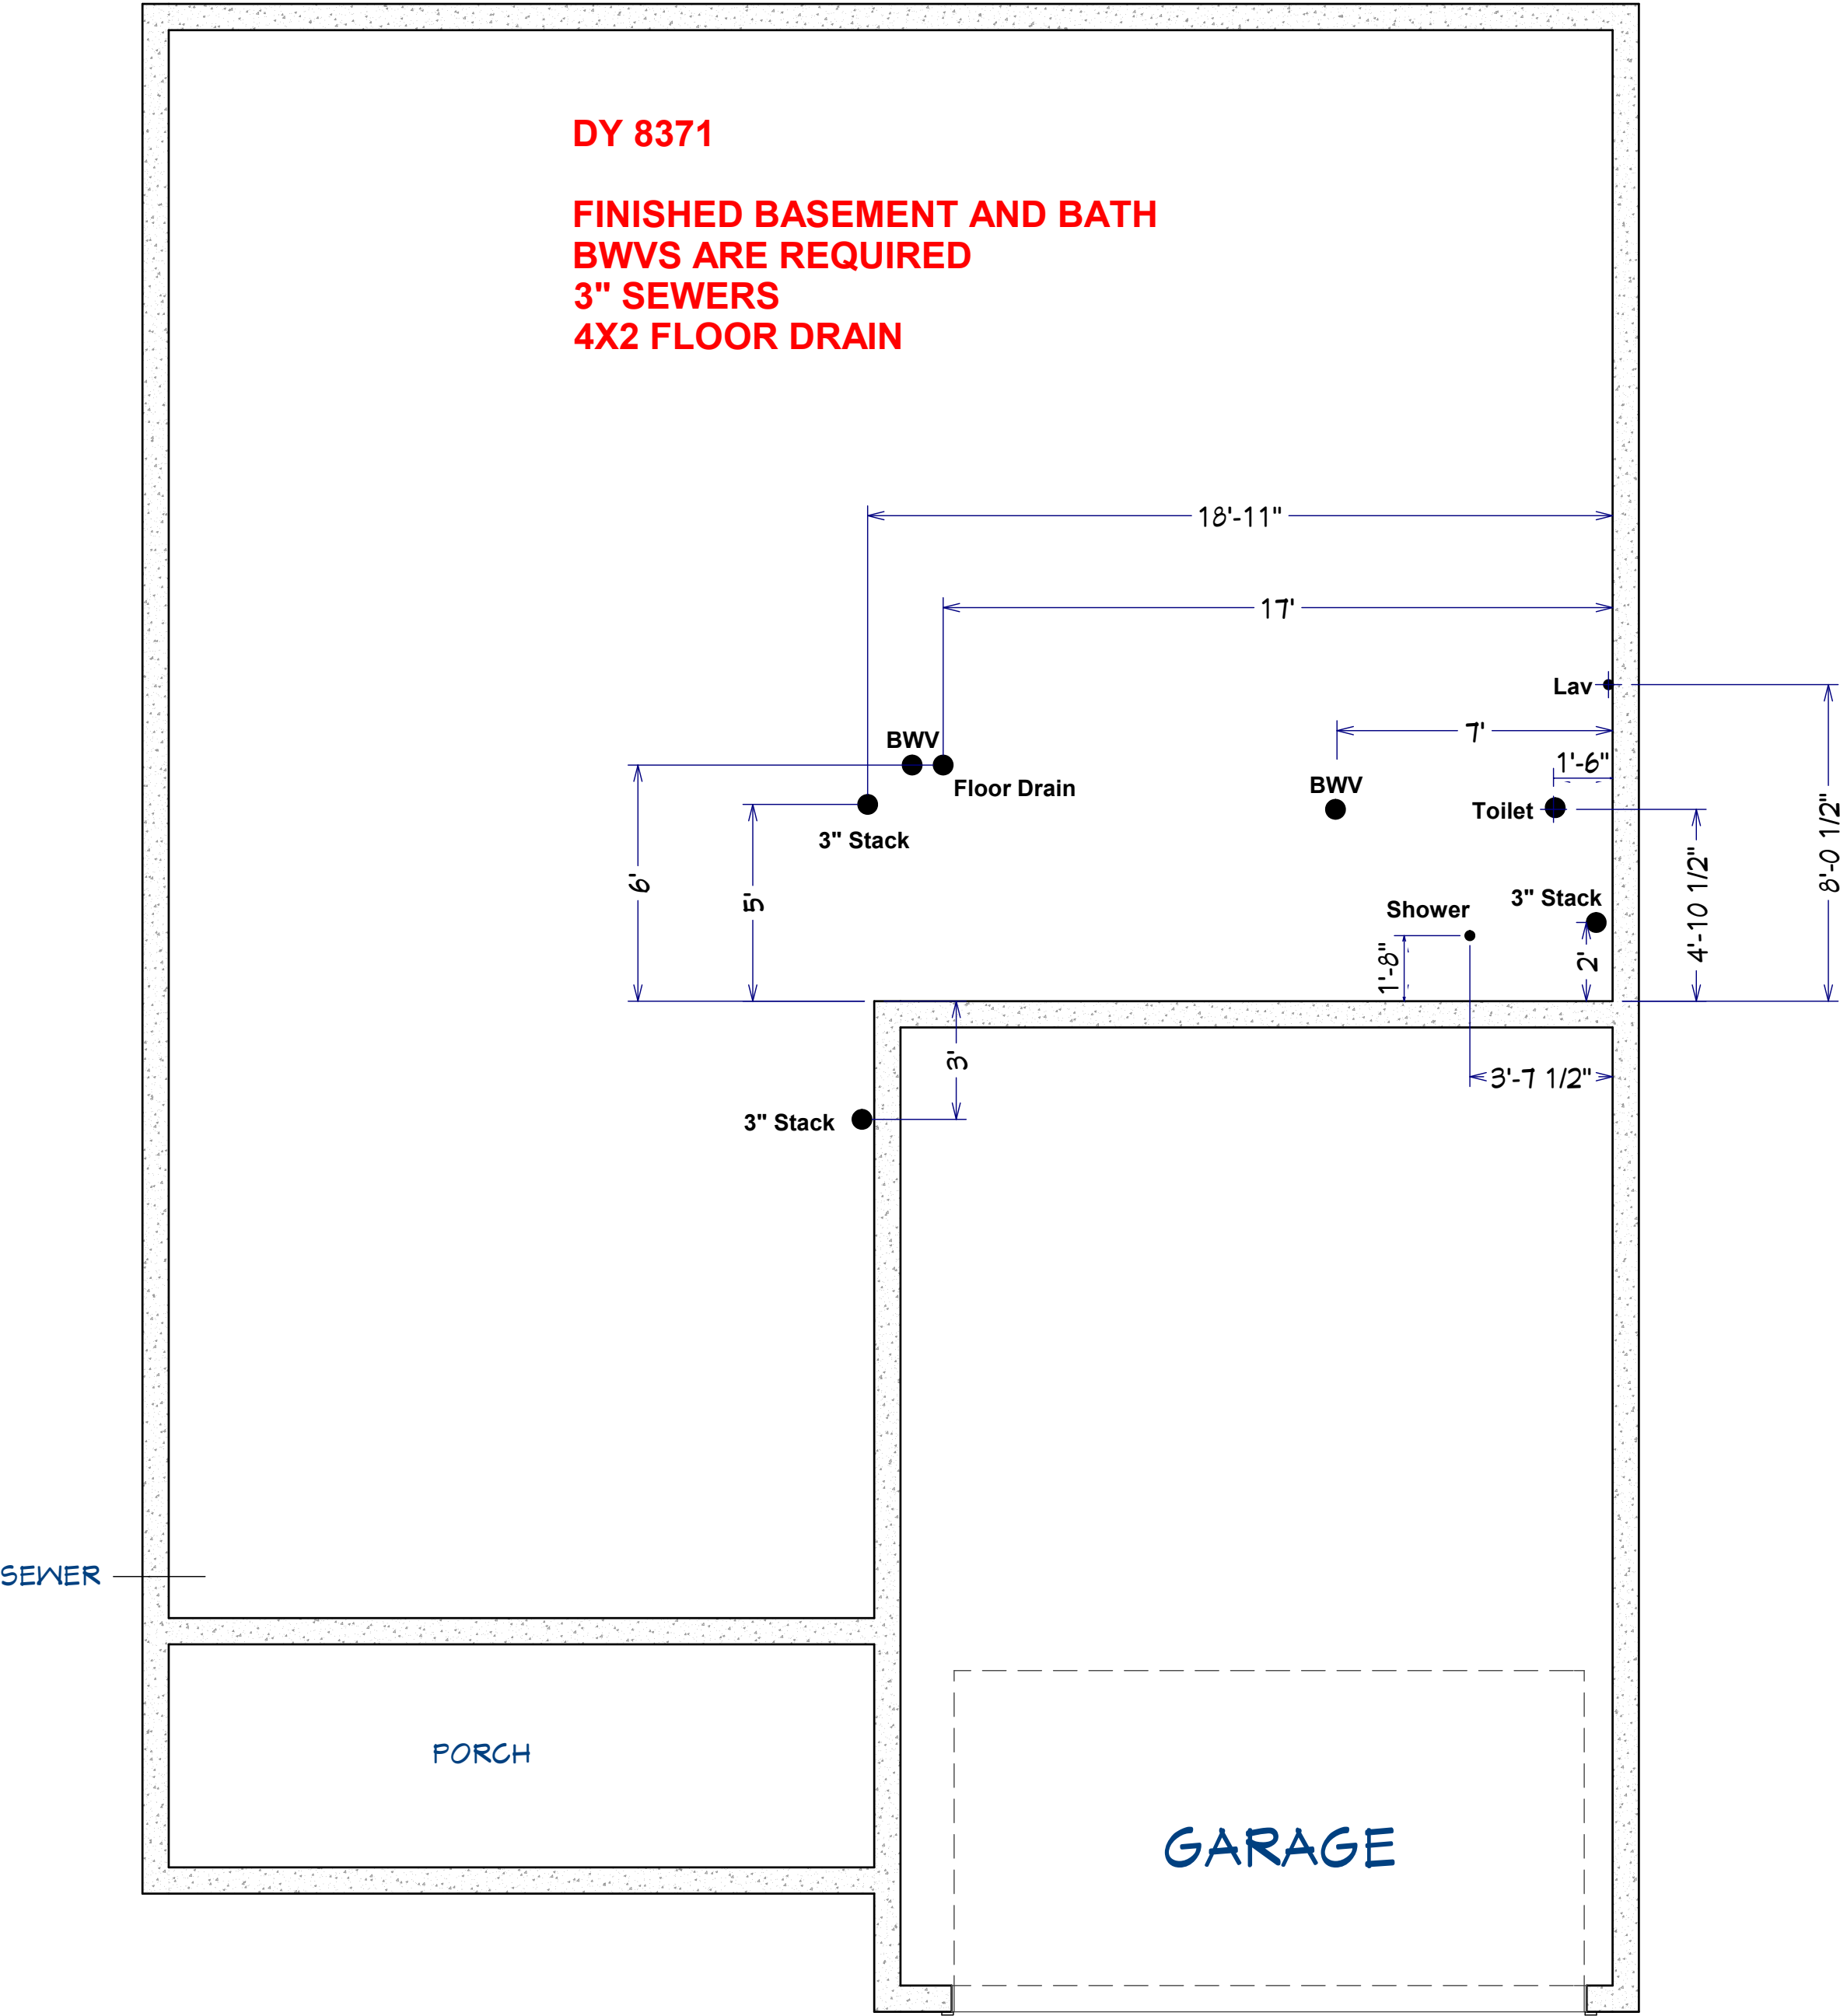 DY 8371
FINISHED BASEMENT AND BATH
BWVS ARE REQUIRED
3" SEWERS
4X2 FLOOR DRAIN
18'-11"
17'
Lav
7'
BWV
1'-6"
Floor Drain
BWV
Toilet
3" Stack
8'-0 1/2"
6'
5'
4'-10 1/2"
3" Stack
Shower
1'-8"
2'
3'
3'-7 1/2"
3" Stack
SEWER
PORCH
GARAGE